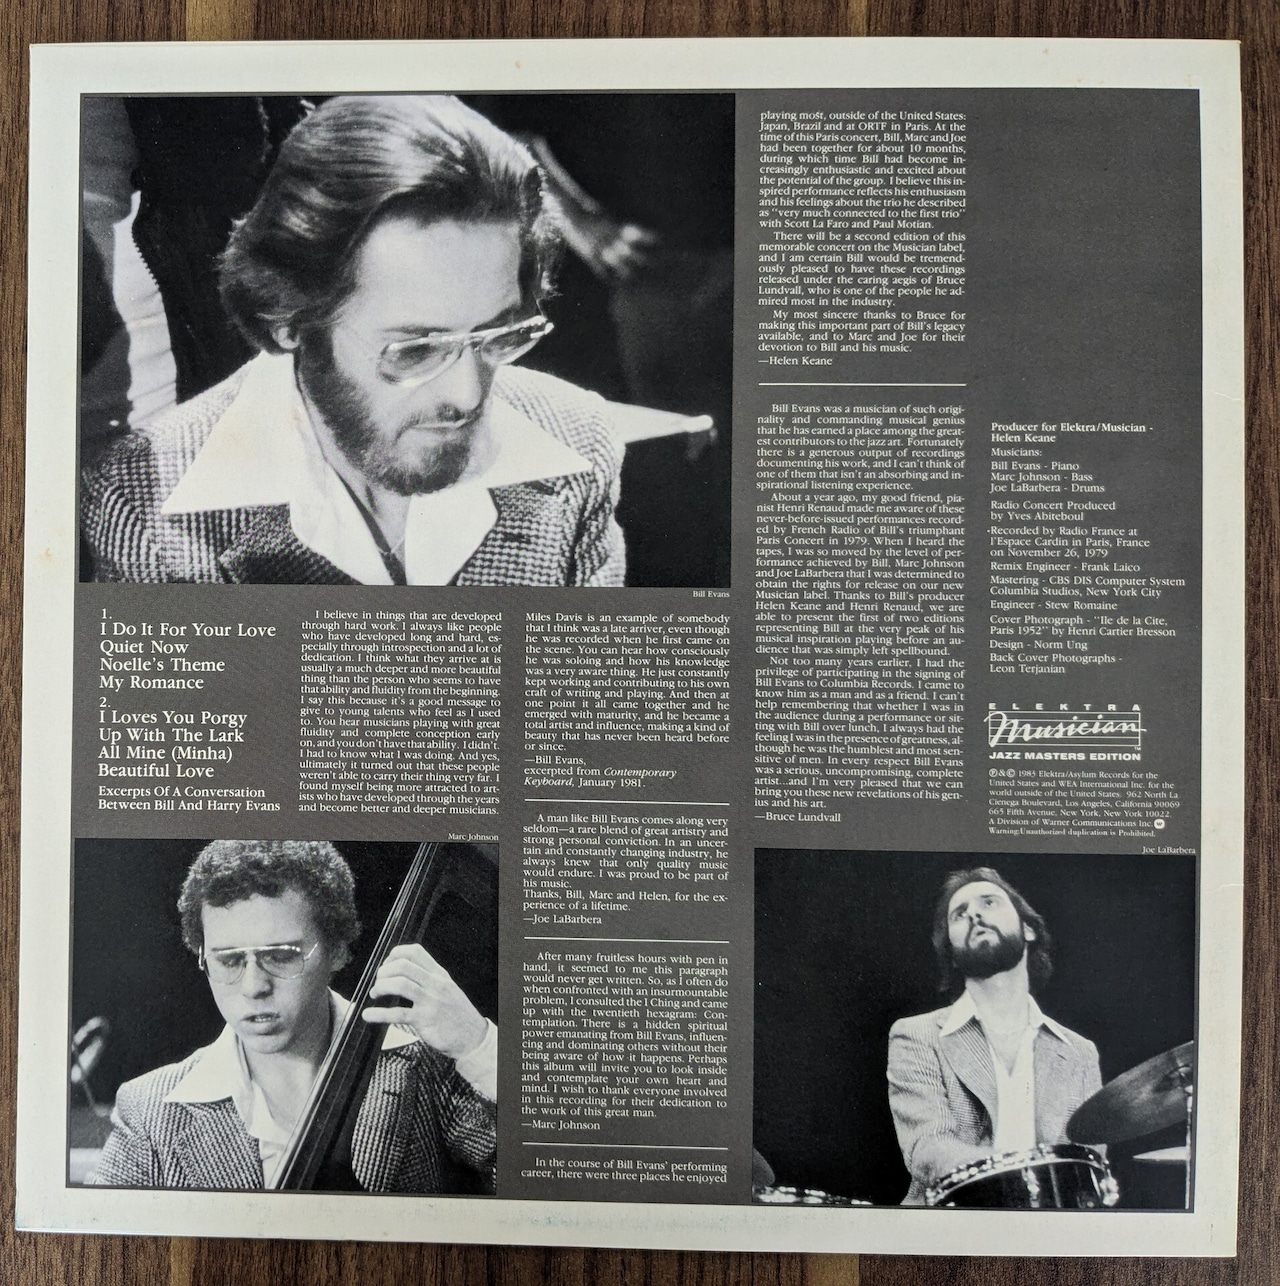 Bill Evans
1.
I Do It For Your Love
Quiet Now
Noelle's Theme
My Romance
2.
I Loves You Porgy
Up With The Lark
All Mine (Minha)
Beautiful Love
Excerpts Of A Conversation
Between Bill And Harry Evans
I believe in things that are developed
through hard work. I always like people
who have developed long and hard, es-
pecially through introspection and a lot of
dedication. I think what they arrive at is
usually a much deeper and more beautiful
thing than the person who seems to have
that ability and fluidity from the beginning.
I say this because it's a good message to
give to young talents who feel as I used
to. You hear musicians playing with great
fluidity and complete conception early
on, and you don't have that ability. I didn't.
I had to know what I was doing. And yes,
ultimately it turned out that these people
weren't able to carry their thing very far. I
found myself being more attracted to art-
ists who have developed through the years
and become better and deeper musicians.
Miles Davis is an example of somebody
that I think was a late arriver, even though
he was recorded when he first came on
the scene. You can hear how consciously
he was soloing and how his knowledge
was a very aware thing. He just constantly
kept working and contributing to his own
craft of writing and playing. And then at
one point it all came together and he
emerged with maturity, and he became a
total artist and influence, making a kind of
beauty that has never been heard before
or since.
—Bill Evans,
excerpted from Contemporary
Keyboard, January 1981.
A man like Bill Evans comes along very
seldom—a rare blend of great artistry and
strong personal conviction. In an uncer-
tain and constantly changing industry, he
always knew that only quality music
would endure. I was proud to be part of
his music.
Thanks, Bill, Marc and Helen, for the ex-
perience of a lifetime.
—Joe LaBarbera
After many fruitless hours with pen in
hand, it seemed to me this paragraph
would never get written. So, as I often do
when confronted with an insurmountable
problem, I consulted the I Ching and came
up with the twentieth hexagram: Con-
templation. There is a hidden spiritual
power emanating from Bill Evans, influen-
cing and dominating others without their
being aware of how it happens. Perhaps
this album will invite you to look inside
and contemplate your own heart and
mind. I wish to thank everyone involved
in this recording for their dedication to
the work of this great man.
—Marc Johnson
In the course of Bill Evans' performing
career, there were three places he enjoyed
playing most, outside of the United States:
Japan, Brazil and at ORTF in Paris. At the
time of this Paris concert, Bill, Marc and Joe
had been together for about 10 months,
during which time Bill had become in-
creasingly enthusiastic and excited about
the potential of the group. I believe this in-
spired performance reflects his enthusiasm
and his feelings about the trio he described
as "very much connected to the first trio"
with Scott La Faro and Paul Motian.
There will be a second edition of this
memorable concert on the Musician label,
and I am certain Bill would be tremend-
ously pleased to have these recordings
released under the caring aegis of Bruce
Lundvall, who is one of the people he ad-
mired most in the industry.
My most sincere thanks to Bruce for
making this important part of Bill's legacy
available, and to Marc and Joe for their
devotion to Bill and his music.
—Helen Keane
Bill Evans was a musician of such origi-
nality and commanding musical genius
that he has earned a place among the great-
est contributors to the jazz art. Fortunately
there is a generous output of recordings
documenting his work, and I can't think of
one of them that isn't an absorbing and in-
spirational listening experience.
About a year ago, my good friend, pia-
nist Henri Renaud made me aware of these
never-before-issued performances record-
ed by French Radio of Bill's triumphant
Paris Concert in 1979. When I heard the
tapes, I was so moved by the level of per-
formance achieved by Bill, Marc Johnson
and Joe LaBarbera that I was determined to
obtain the rights for release on our new
Musician label. Thanks to Bill's producer
Helen Keane and Henri Renaud, we are
able to present the first of two editions
representing Bill at the very peak of his
musical inspiration playing before an au-
dience that was simply left spellbound.
Not too many years earlier, I had the
privilege of participating in the signing of
Bill Evans to Columbia Records. I came to
know him as a man and as a friend. I can't
help remembering that whether I was in
the audience during a performance or sit-
ting with Bill over lunch, I always had the
feeling I was in the presence of greatness, al-
though he was the humblest and most sen-
sitive of men. In every respect Bill Evans
was a serious, uncompromising, complete
artist...and I'm very pleased that we can
bring you these new revelations of his gen-
ius and his art.
—Bruce Lundvall
Producer for Elektra/Musician -
Helen Keane
Musicians:
Bill Evans - Piano
Marc Johnson - Bass
Joe LaBarbera - Drums
Radio Concert Produced
by Yves Abiteboul
Recorded by Radio France at
l'Espace Cardin in Paris, France
on November 26, 1979
Remix Engineer - Frank Laico
Mastering - CBS DIS Computer System
Columbia Studios, New York City
Engineer - Stew Romaine
Cover Photograph - "Ile de la Cite,
Paris 1952" by Henri Cartier Bresson
Design - Norm Ung
Back Cover Photographs -
Leon Terjanian
ELEKTRA
Musician
TM
JAZZ MASTERS EDITION
℗&© 1983 Elektra/Asylum Records for the
United States and WEA International Inc. for the
world outside of the United States. 962 North La
Cienega Boulevard, Los Angeles, California 90069
665 Fifth Avenue, New York, New York 10022.
A Division of Warner Communications Inc.
Warning:Unauthorized duplication is Prohibited.
Marc Johnson
Joe LaBarbera